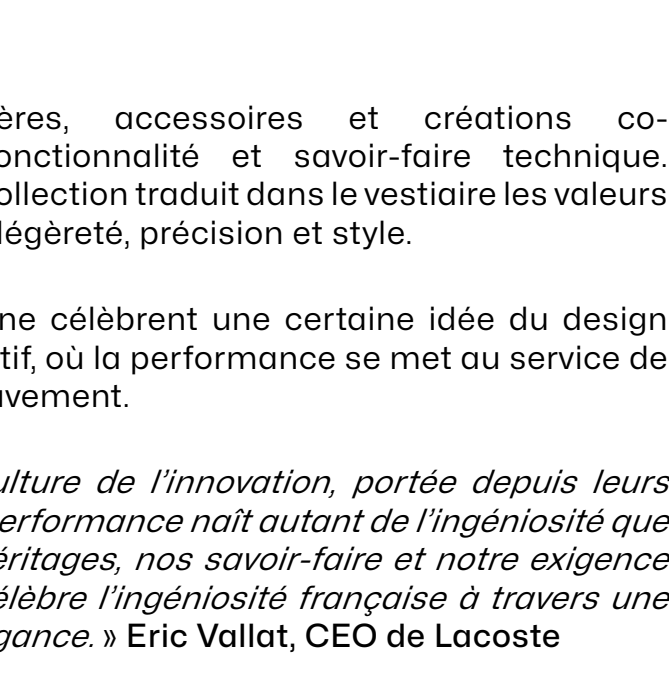 ères, accessoires et créations co-
onctionnalité et savoir-faire technique.
ollection traduit dans le vestiaire les valeurs
légèreté, précision et style.
ne célèbrent une certaine idée du design
tif, où la performance se met au service de
uvement.
ulture de l’innovation, portée depuis leurs
erformance naît autant de l’ingéniosité que
éritages, nos savoir-faire et notre exigence
élèbre l’ingéniosité française à travers une
gance. » Eric Vallat, CEO de Lacoste